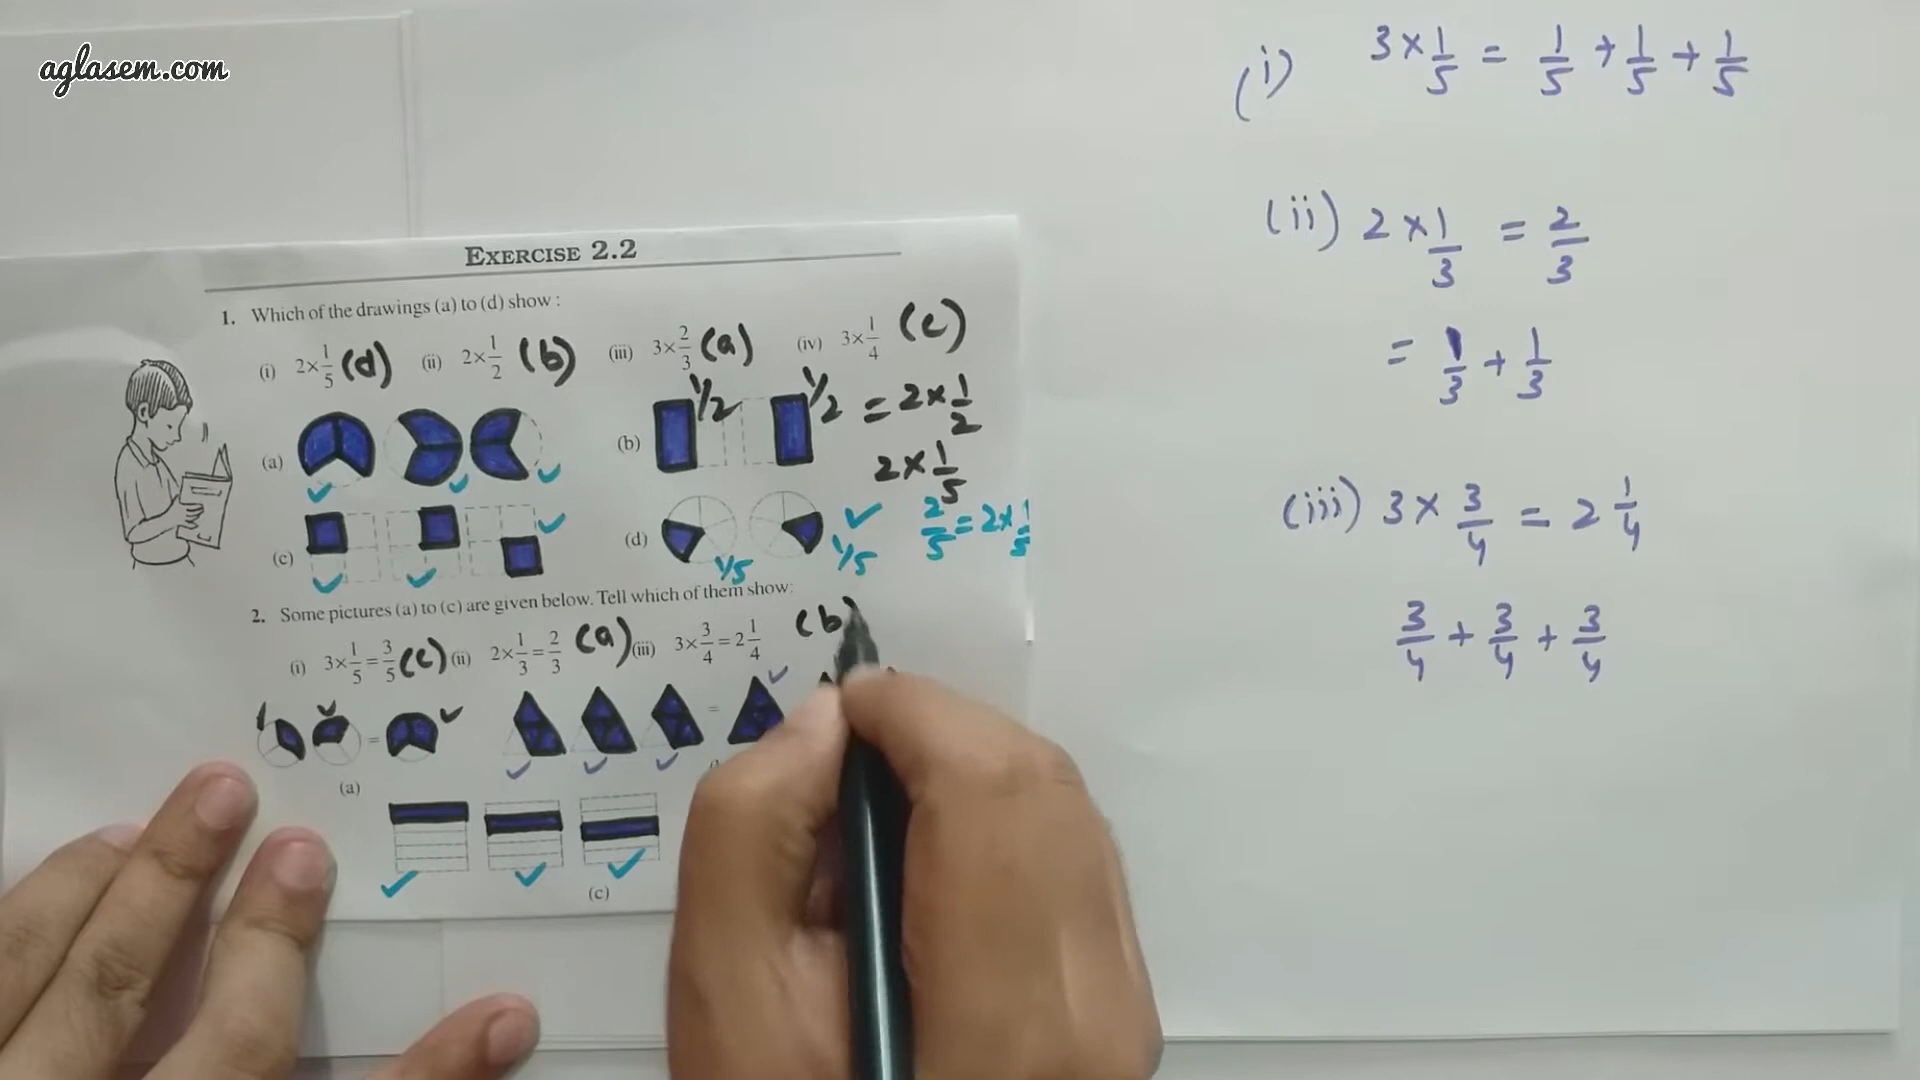 aglasem.com
EXERCISE 2.2
1. Which of the drawings (a) to (d) show :
(i) 2×1/5 (d) (ii) 2×1/2 (b) (iii) 3×2/3 (a) (iv) 3×1/4 (c)
(a)
(b) 1/2 1/2 = 2×1/2
2×1/5
(c)
(d) 1/5 1/5 2/5=2×1/5
2. Some pictures (a) to (c) are given below. Tell which of them show:
(i) 3×1/5=3/5 (c) (ii) 2×1/3=2/3 (a) (iii) 3×3/4=2 1/4 (b)
=
=
(a)
(c)
(i) 3×1/5 = 1/5 + 1/5 + 1/5
(ii) 2×1/3 = 2/3
= 1/3 + 1/3
(iii) 3×3/4 = 2 1/4
3/4 + 3/4 + 3/4